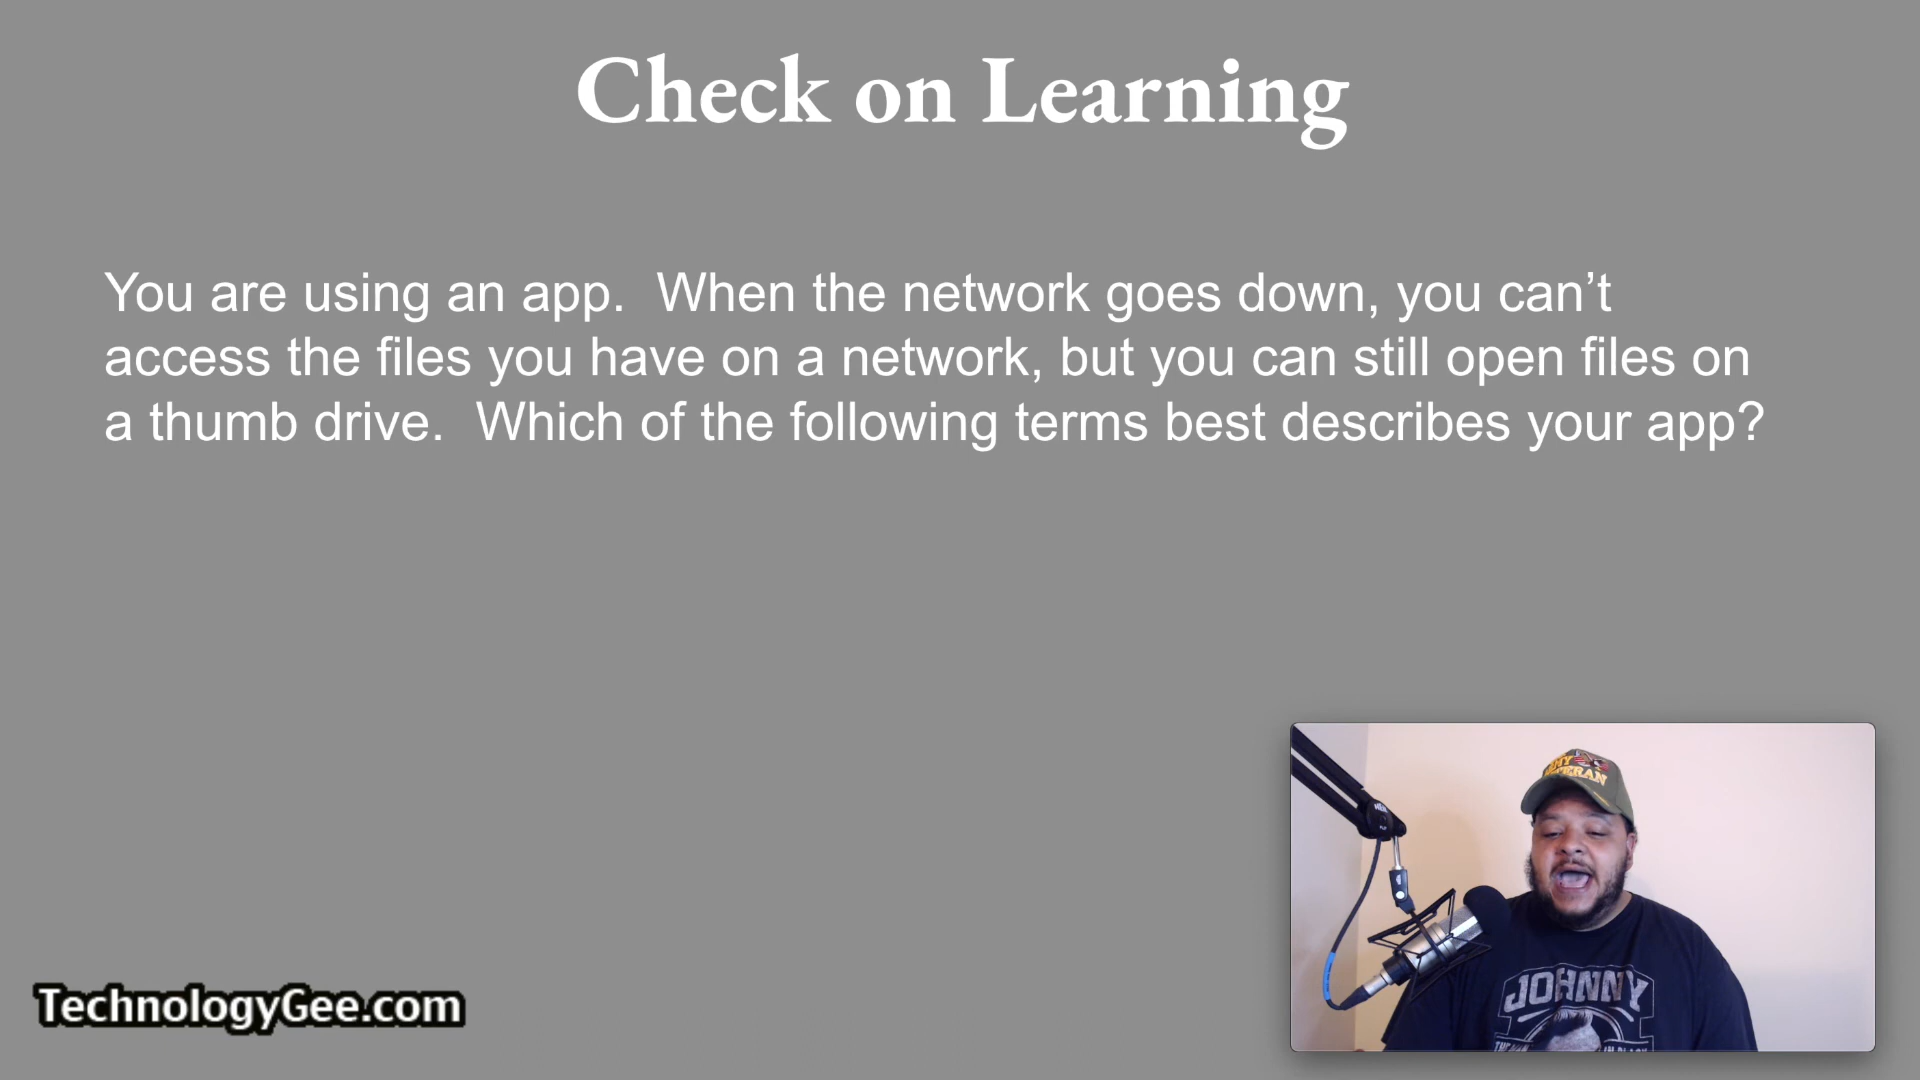 Check on Learning
You are using an app.  When the network goes down, you can’t
access the files you have on a network, but you can still open files on
a thumb drive.  Which of the following terms best describes your app?
TechnologyGee.com
JOHNNY